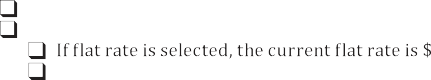 If flat rate is selected, the current flat rate is $